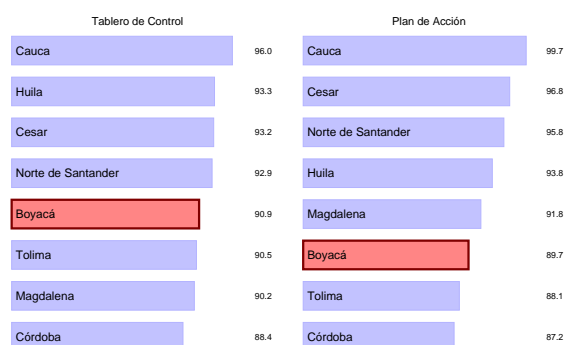 Tablero de Control
Cauca 96.0
Huila 93.3
Cesar 93.2
Norte de Santander 92.9
Boyacá 90.9
Tolima 90.5
Magdalena 90.2
Córdoba 88.4
Plan de Acción
Cauca 99.7
Cesar 96.8
Norte de Santander 95.8
Huila 93.8
Magdalena 91.8
Boyacá 89.7
Tolima 88.1
Córdoba 87.2